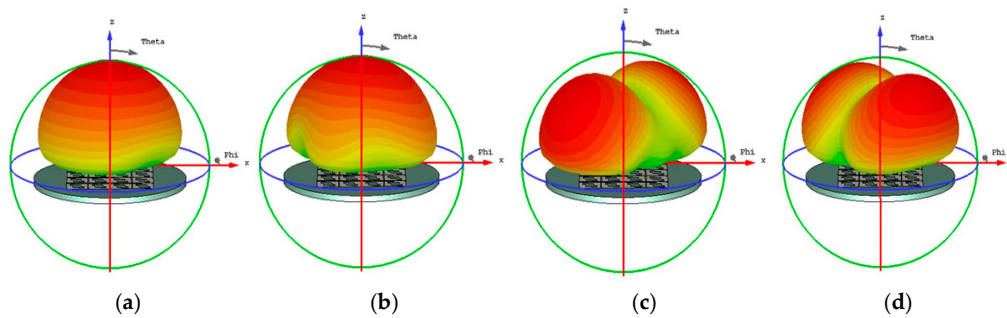 z z z z
Theta Theta Theta Theta
Phi x Phi x Phi x Phi x
(a) (b) (c) (d)